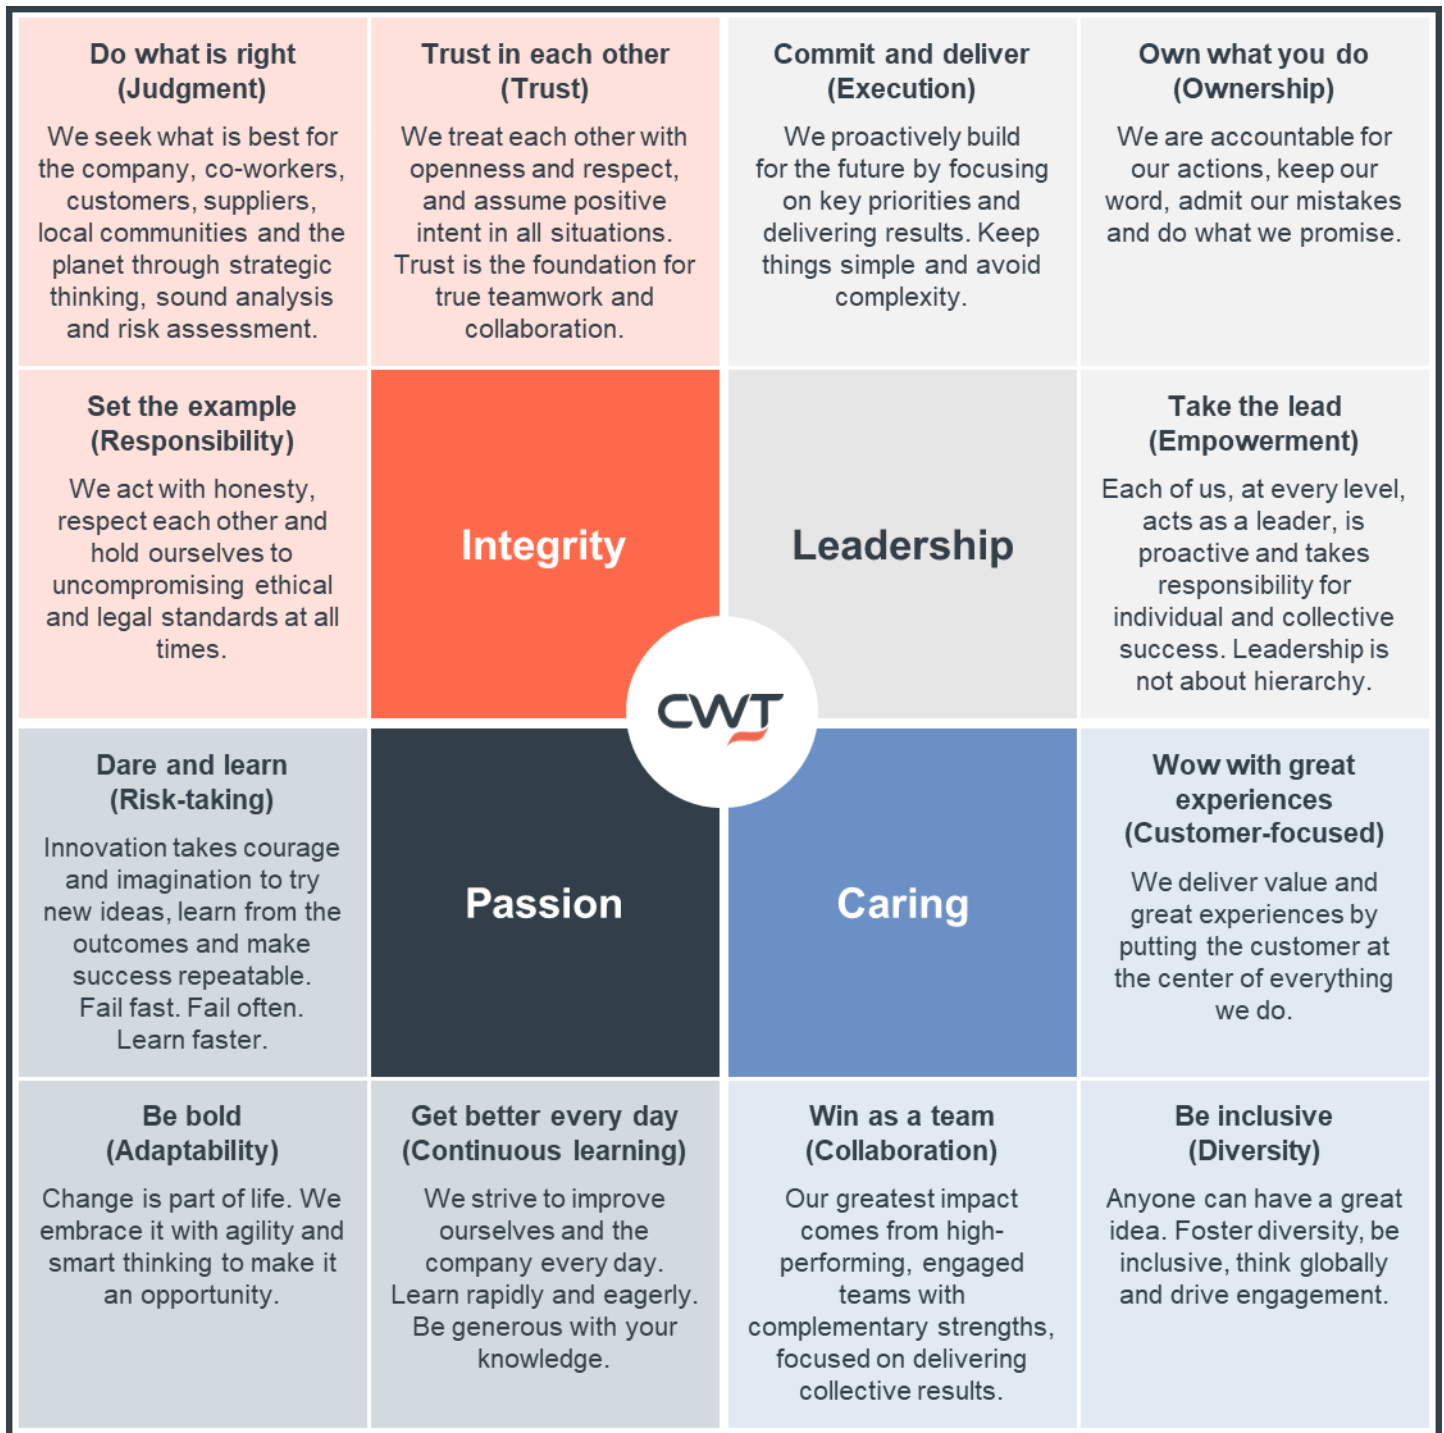 Do what is right
(Judgment)
We seek what is best for
the company, co-workers,
customers, suppliers,
local communities and the
planet through strategic
thinking, sound analysis
and risk assessment.
Trust in each other
(Trust)
We treat each other with
openness and respect,
and assume positive
intent in all situations.
Trust is the foundation for
true teamwork and
collaboration.
Commit and deliver
(Execution)
We proactively build
for the future by focusing
on key priorities and
delivering results. Keep
things simple and avoid
complexity.
Own what you do
(Ownership)
We are accountable for
our actions, keep our
word, admit our mistakes
and do what we promise.
Set the example
(Responsibility)
We act with honesty,
respect each other and
hold ourselves to
uncompromising ethical
and legal standards at all
times.
Integrity
Leadership
Take the lead
(Empowerment)
Each of us, at every level,
acts as a leader, is
proactive and takes
responsibility for
individual and collective
success. Leadership is
not about hierarchy.
CWT
Dare and learn
(Risk-taking)
Innovation takes courage
and imagination to try
new ideas, learn from the
outcomes and make
success repeatable.
Fail fast. Fail often.
Learn faster.
Passion
Caring
Wow with great
experiences
(Customer-focused)
We deliver value and
great experiences by
putting the customer at
the center of everything
we do.
Be bold
(Adaptability)
Change is part of life. We
embrace it with agility and
smart thinking to make it
an opportunity.
Get better every day
(Continuous learning)
We strive to improve
ourselves and the
company every day.
Learn rapidly and eagerly.
Be generous with your
knowledge.
Win as a team
(Collaboration)
Our greatest impact
comes from high-
performing, engaged
teams with
complementary strengths,
focused on delivering
collective results.
Be inclusive
(Diversity)
Anyone can have a great
idea. Foster diversity, be
inclusive, think globally
and drive engagement.